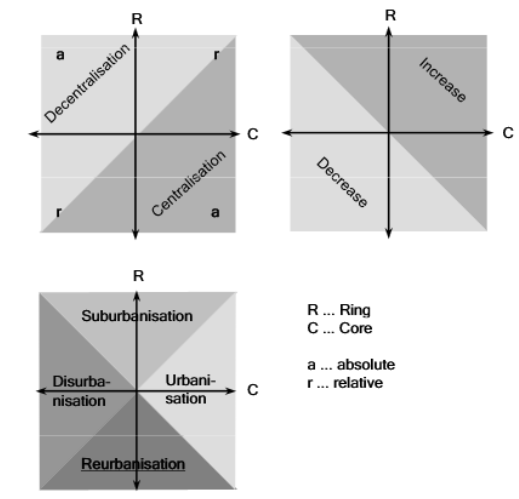 R
a
r
Decentralisation
C
Centralisation
r
a
R
Increase
C
Decrease
R
Suburbanisation
Disurba-
nisation
Urbani-
sation
C
Reurbanisation
R ... Ring
C ... Core
a ... absolute
r ... relative